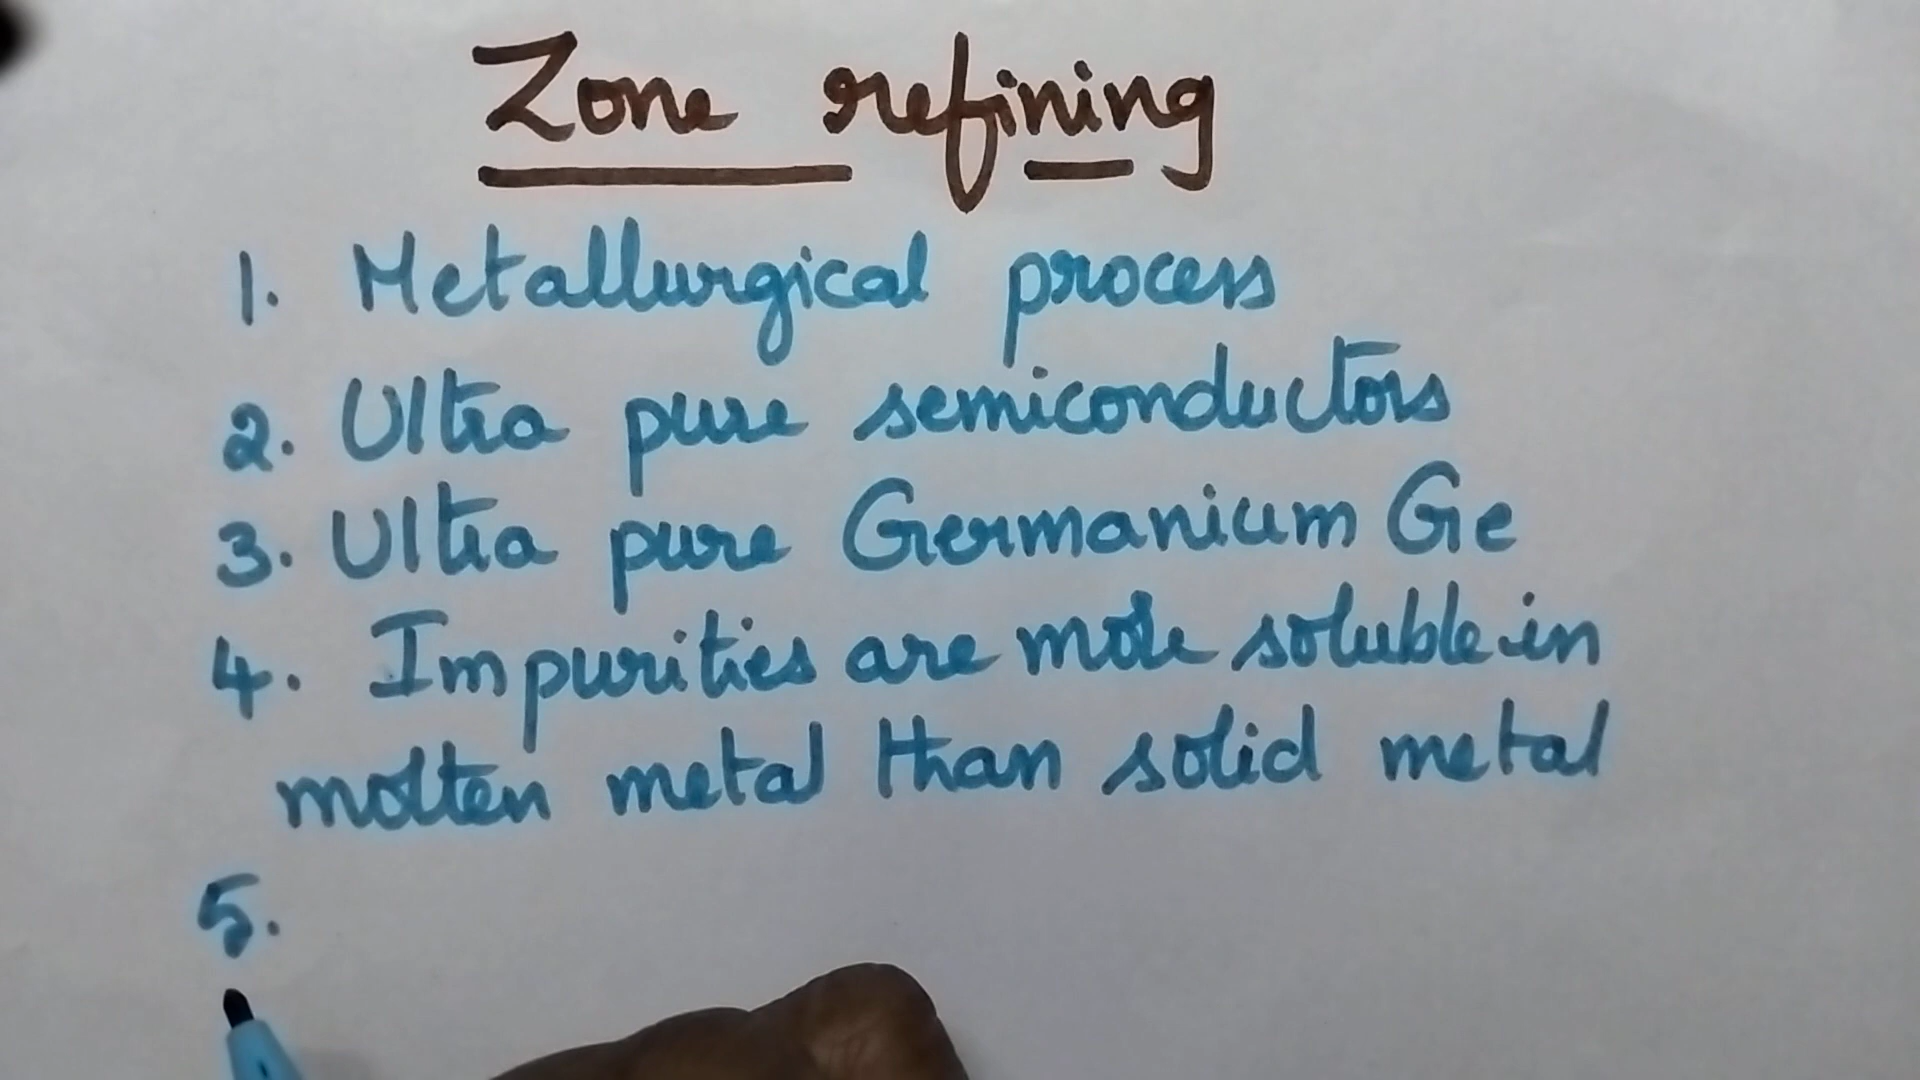 Zone refining
1. Metallurgical process
2. Ultra pure semiconductors
3. Ultra pure Germanium Ge
4. Impurities are more soluble in
molten metal than solid metal
5.